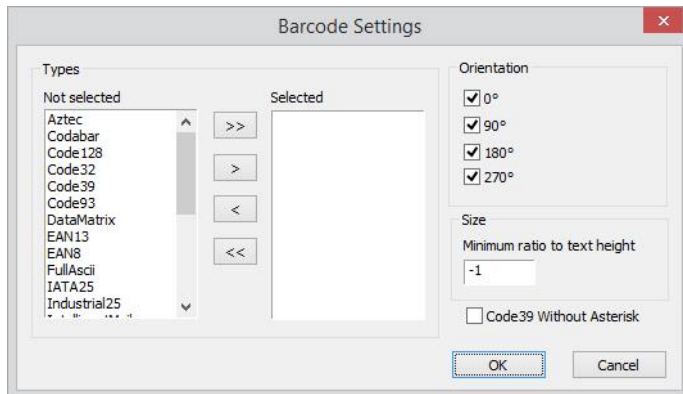 Barcode Settings
Types
Not selected
Selected
Aztec
Codabar
Code128
Code32
Code39
Code93
DataMatrix
EAN13
EAN8
FullAscii
IATA25
Industrial25
>>
>
<
<<
Orientation
0°
90°
180°
270°
Size
Minimum ratio to text height
-1
Code39 Without Asterisk
OK
Cancel